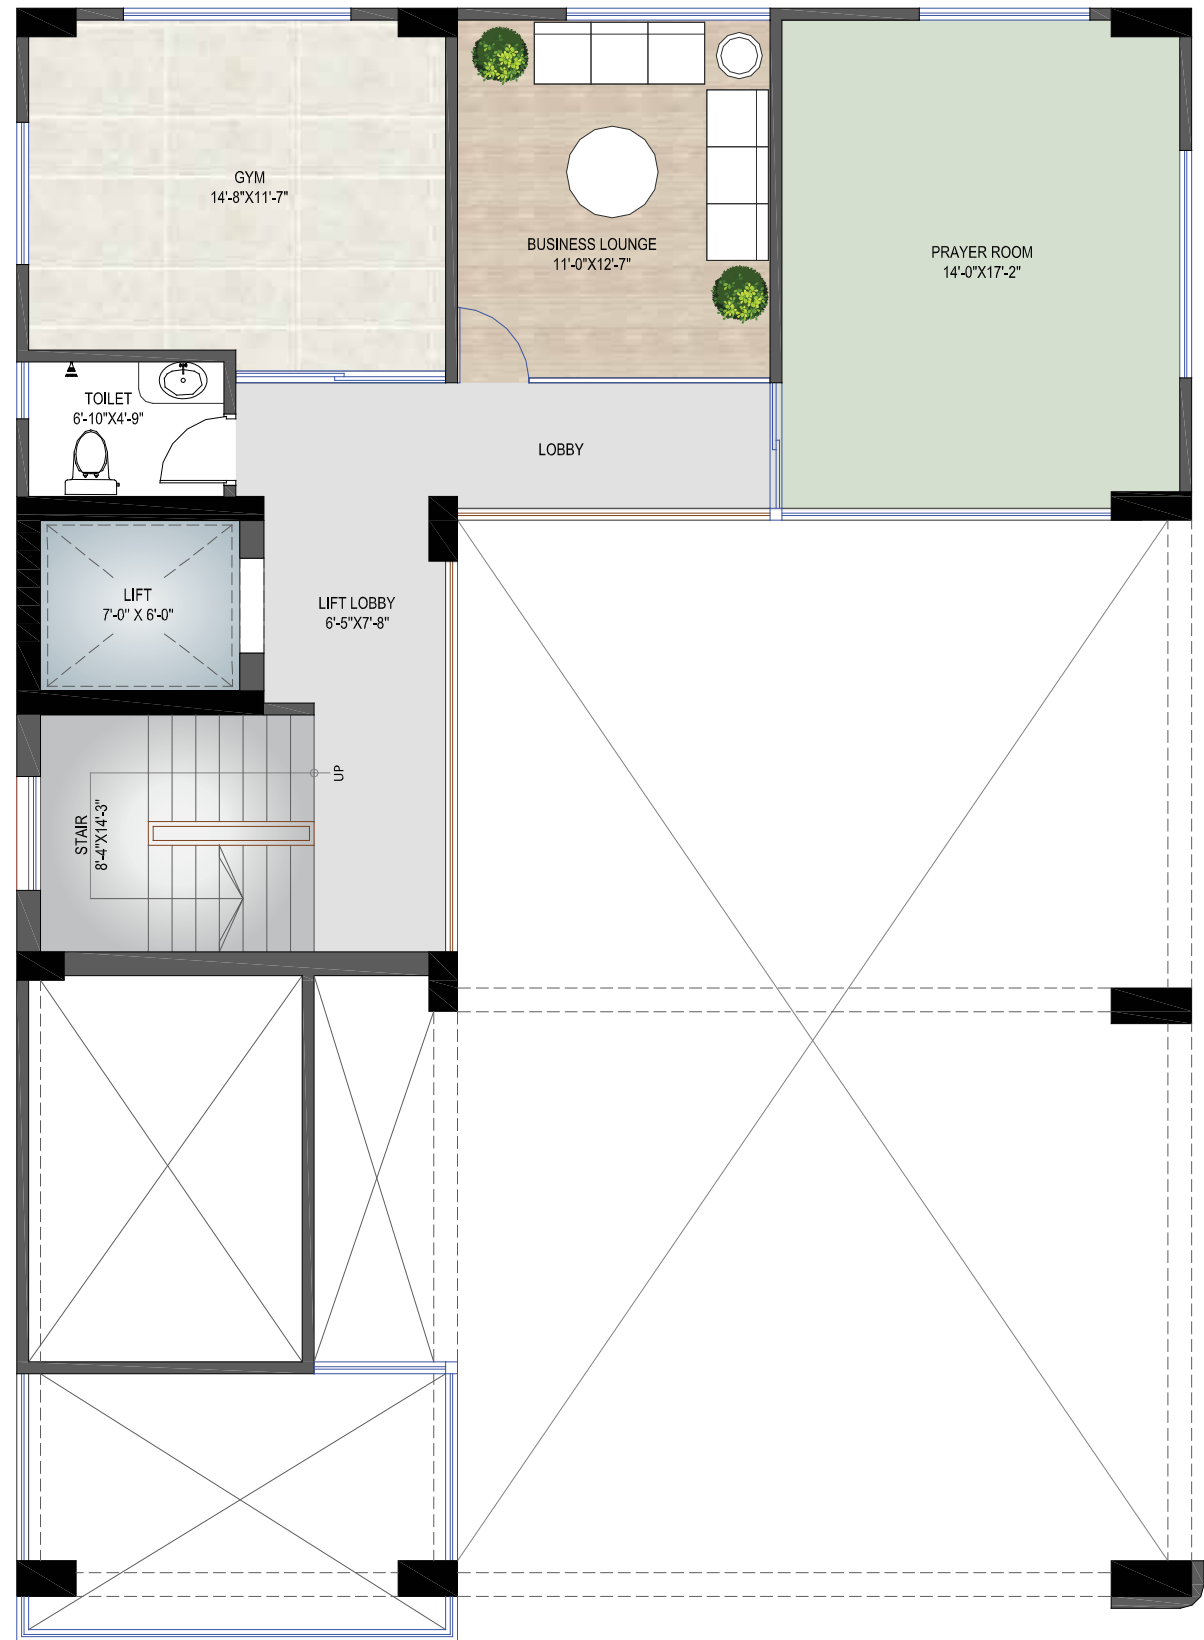 GYM
14'-8"X11'-7"
BUSINESS LOUNGE
11'-0"X12'-7"
PRAYER ROOM
14'-0"X17'-2"
TOILET
6'-10"X4'-9"
LOBBY
LIFT
7'-0" X 6'-0"
LIFT LOBBY
6'-5"X7'-8"
UP
STAIR
8'-4"X14'-3"